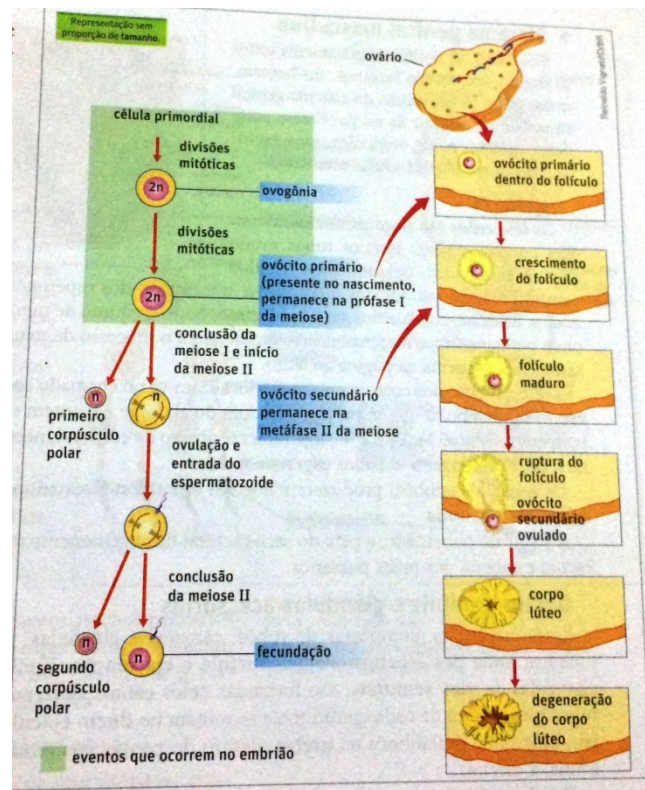 Representação sem
proporção de tamanho.
célula primordial
divisões
mitóticas
2n
ovogônia
divisões
mitóticas
2n
ovócito primário
(presente no nascimento,
permanece na prófase I
da meiose)
conclusão da
meiose I e início
da meiose II
n
n
primeiro
corpúsculo
polar
ovócito secundário
permanece na
metáfase II da meiose
ovulação e
entrada do
espermatozoide
conclusão
da meiose II
n
n
fecundação
segundo
corpúsculo
polar
eventos que ocorrem no embrião
ovário
ovócito primário
dentro do folículo
crescimento
do folículo
folículo
maduro
ruptura do
folículo
ovócito
secundário
ovulado
corpo
lúteo
degeneração
do corpo
lúteo